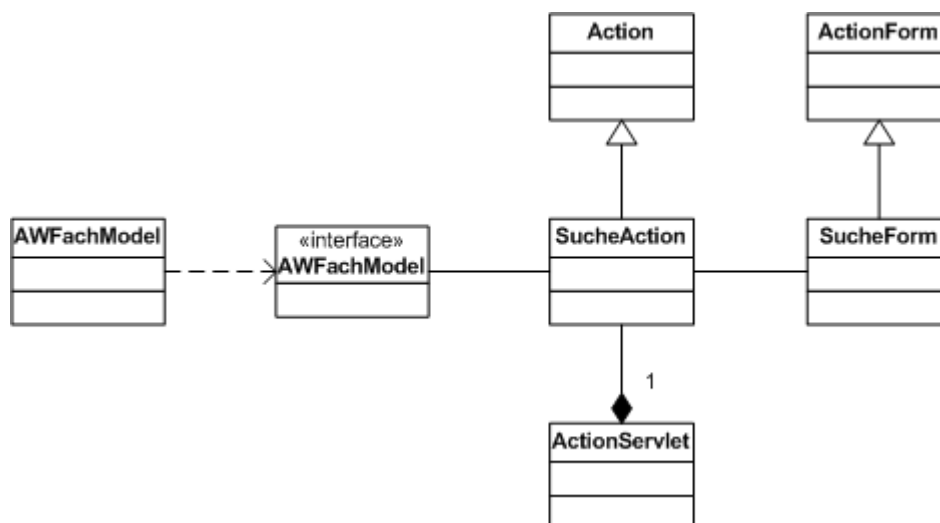 Action
ActionForm
AWFachModel
«interface»
AWFachModel
SucheAction
SucheForm
1
ActionServlet